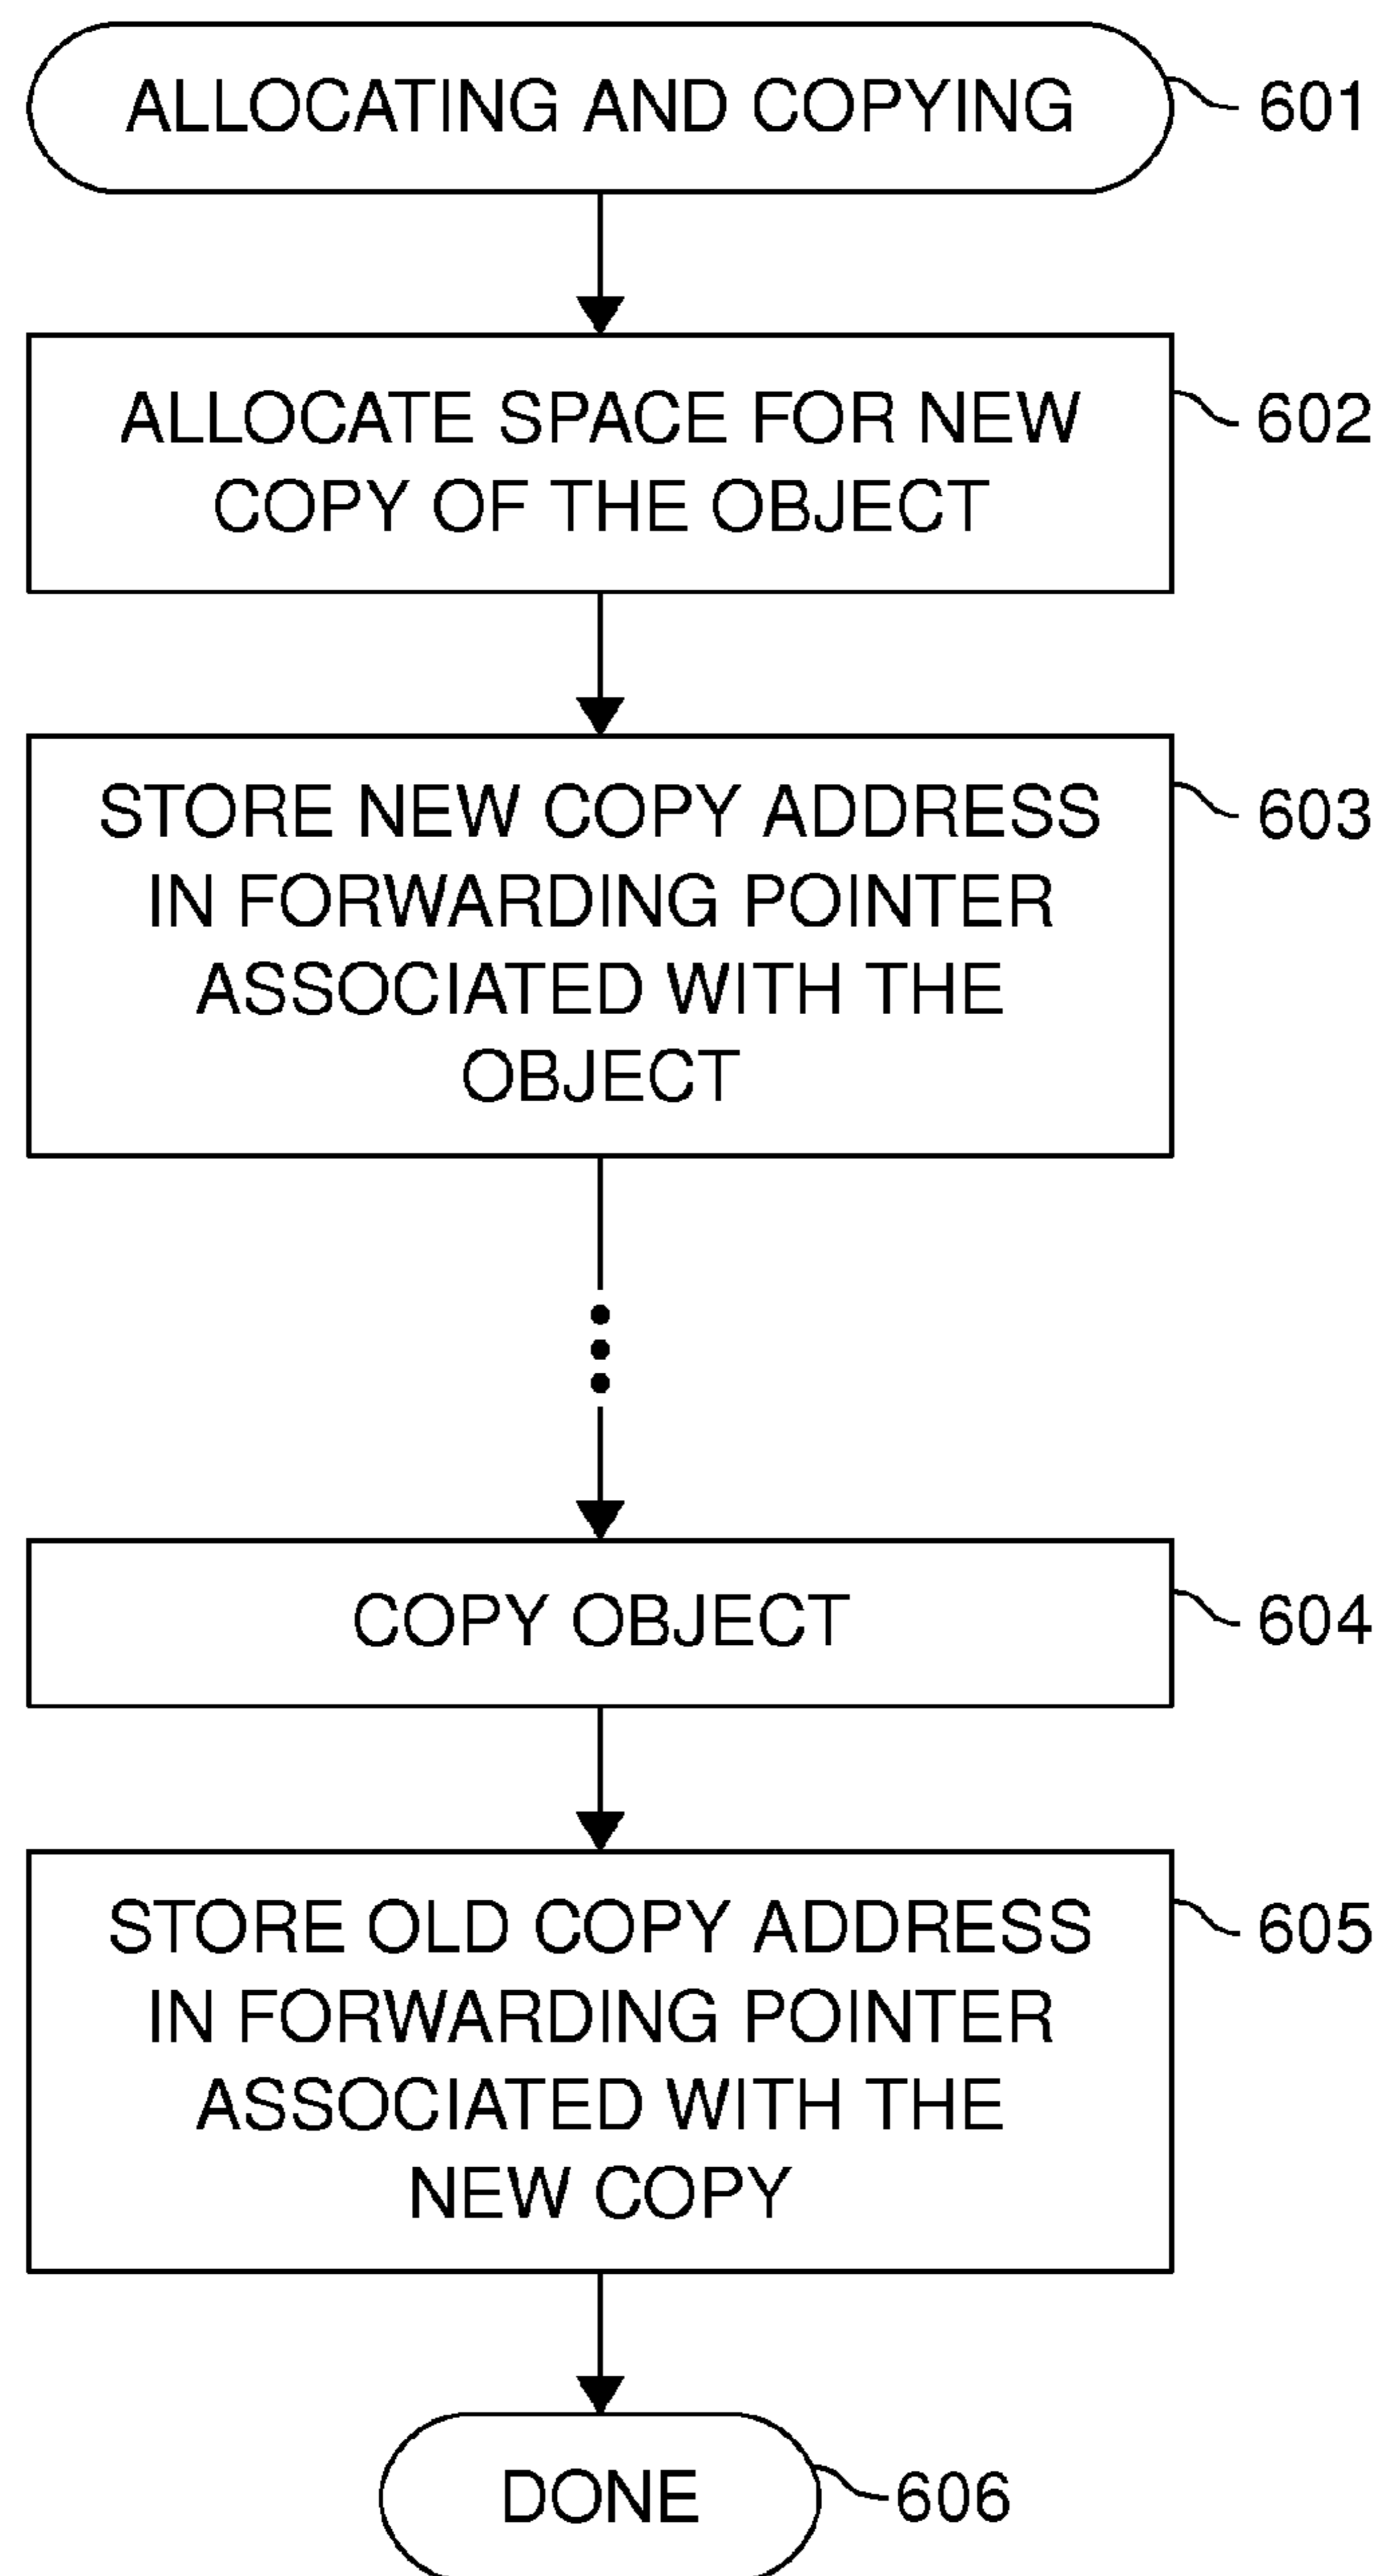 ALLOCATING AND COPYING
601
ALLOCATE SPACE FOR NEW
COPY OF THE OBJECT
602
STORE NEW COPY ADDRESS
IN FORWARDING POINTER
ASSOCIATED WITH THE
OBJECT
603
COPY OBJECT
604
STORE OLD COPY ADDRESS
IN FORWARDING POINTER
ASSOCIATED WITH THE
NEW COPY
605
DONE
606